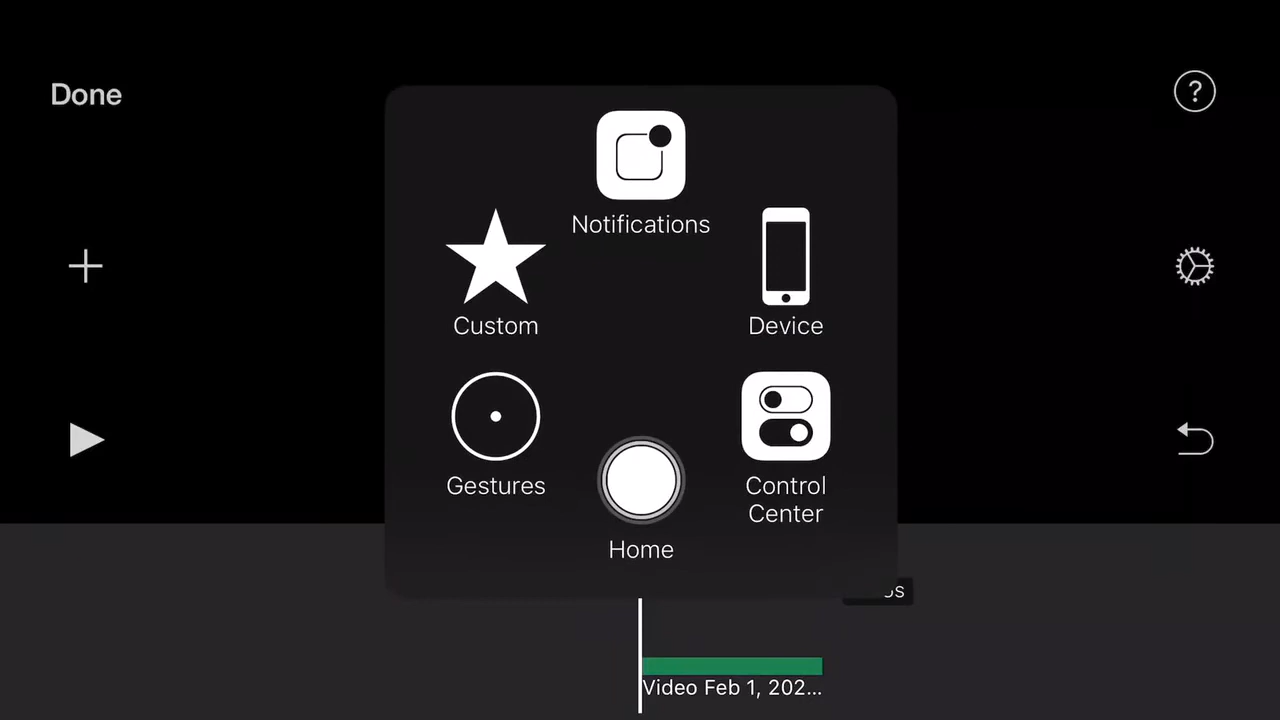 Done
?
Notifications
Custom
Device
Gestures
Control
Center
Home
Video Feb 1, 202...